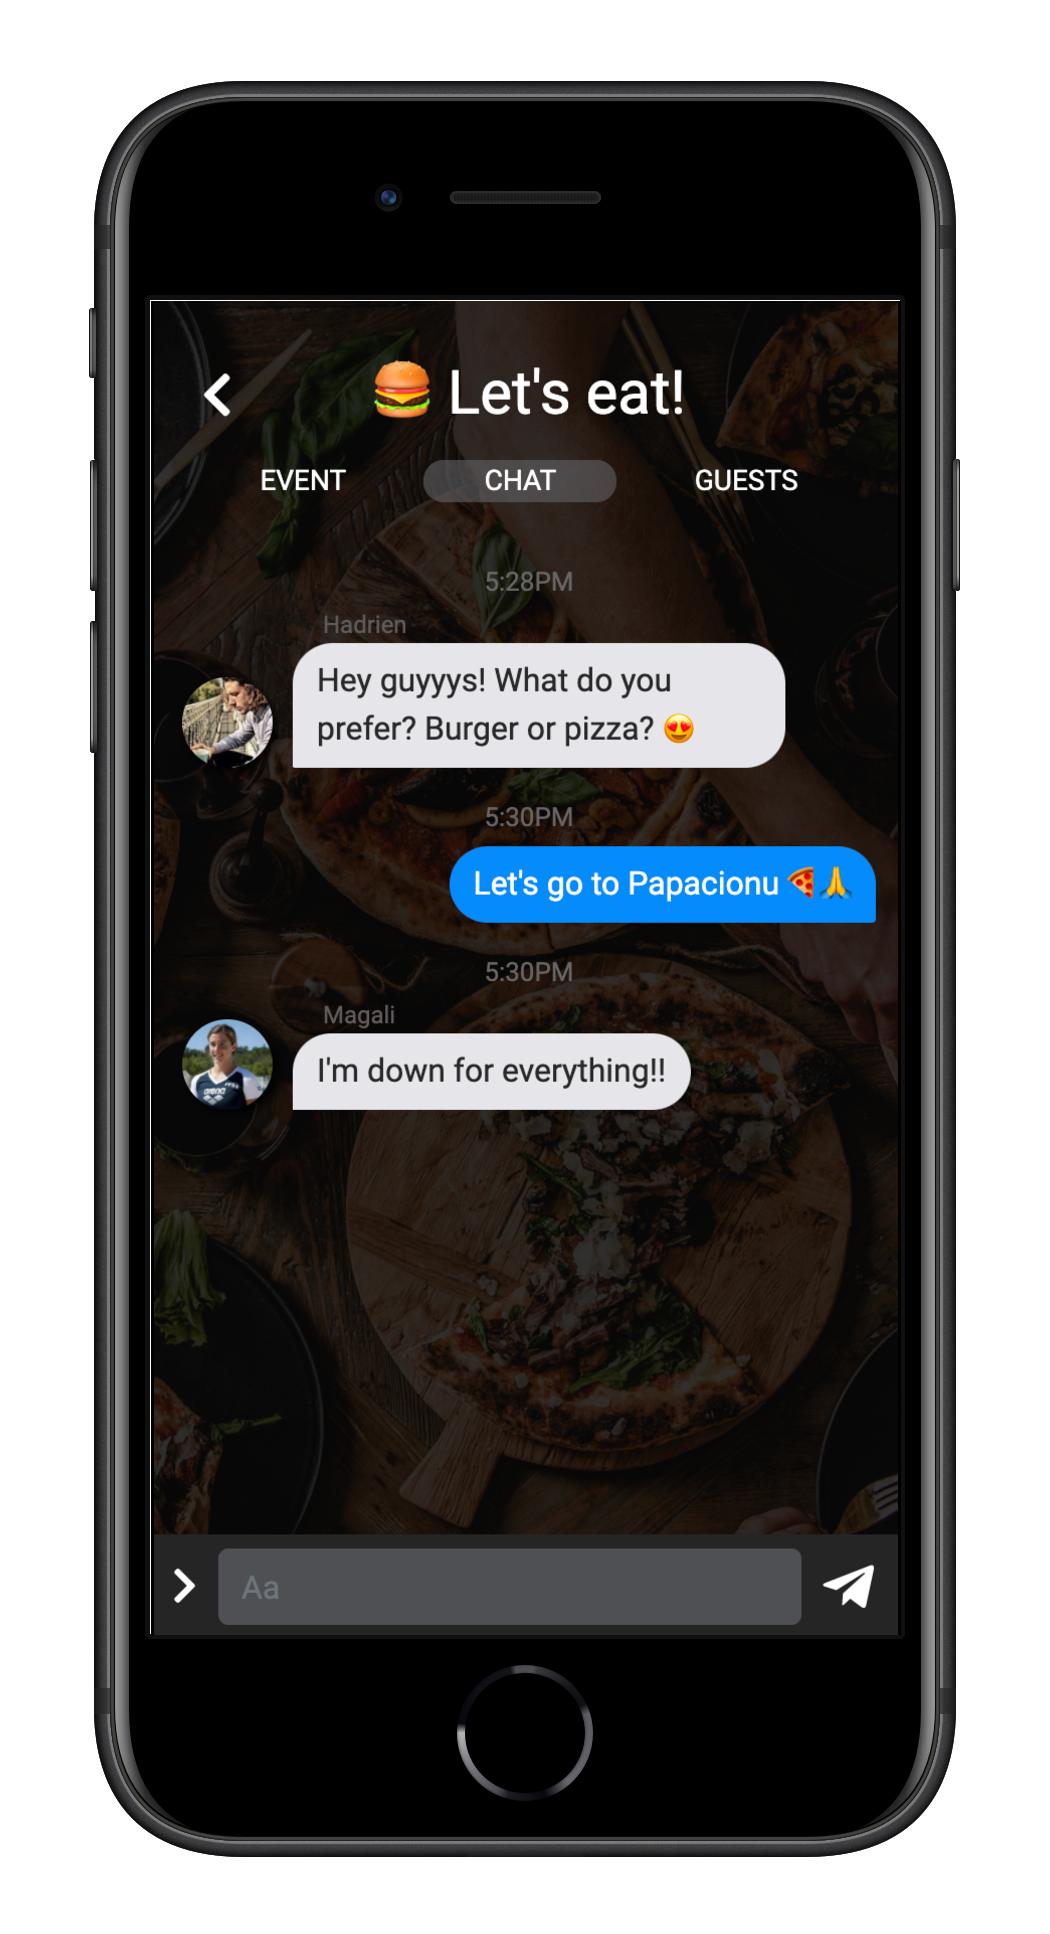 🍔 Let's eat!
EVENT CHAT GUESTS
5:28PM
Hadrien
Hey guyyys! What do you
prefer? Burger or pizza? 😍
5:30PM
Let's go to Papacionu 🍕🙏
5:30PM
Magali
I'm down for everything!!
arena
Aa